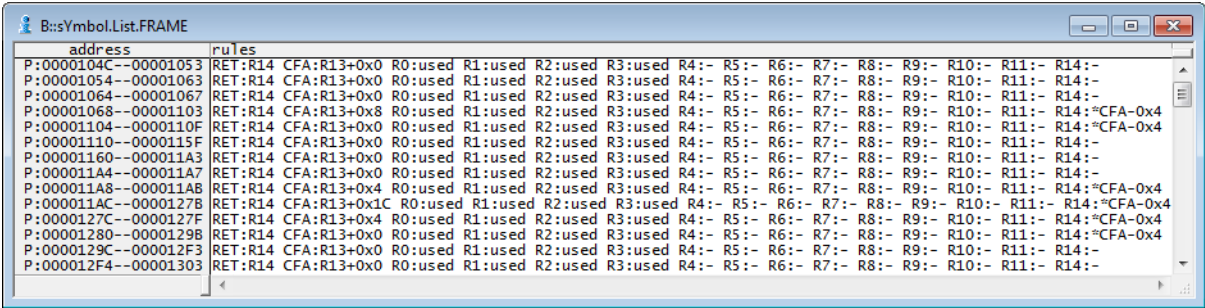 B::sYmbol.List.FRAME
address rules
P:0000104C--00001053 RET:R14 CFA:R13+0x0 R0:used R1:used R2:used R3:used R4:- R5:- R6:- R7:- R8:- R9:- R10:- R11:- R14:-
P:00001054--00001063 RET:R14 CFA:R13+0x0 R0:used R1:used R2:used R3:used R4:- R5:- R6:- R7:- R8:- R9:- R10:- R11:- R14:-
P:00001064--00001067 RET:R14 CFA:R13+0x0 R0:used R1:used R2:used R3:used R4:- R5:- R6:- R7:- R8:- R9:- R10:- R11:- R14:-
P:00001068--00001103 RET:R14 CFA:R13+0x8 R0:used R1:used R2:used R3:used R4:- R5:- R6:- R7:- R8:- R9:- R10:- R11:- R14:*CFA-0x4
P:00001104--0000110F RET:R14 CFA:R13+0x0 R0:used R1:used R2:used R3:used R4:- R5:- R6:- R7:- R8:- R9:- R10:- R11:- R14:*CFA-0x4
P:00001110--0000115F RET:R14 CFA:R13+0x0 R0:used R1:used R2:used R3:used R4:- R5:- R6:- R7:- R8:- R9:- R10:- R11:- R14:-
P:00001160--000011A3 RET:R14 CFA:R13+0x0 R0:used R1:used R2:used R3:used R4:- R5:- R6:- R7:- R8:- R9:- R10:- R11:- R14:-
P:000011A4--000011A7 RET:R14 CFA:R13+0x0 R0:used R1:used R2:used R3:used R4:- R5:- R6:- R7:- R8:- R9:- R10:- R11:- R14:-
P:000011A8--000011AB RET:R14 CFA:R13+0x4 R0:used R1:used R2:used R3:used R4:- R5:- R6:- R7:- R8:- R9:- R10:- R11:- R14:*CFA-0x4
P:000011AC--0000127B RET:R14 CFA:R13+0x1C R0:used R1:used R2:used R3:used R4:- R5:- R6:- R7:- R8:- R9:- R10:- R11:- R14:*CFA-0x4
P:0000127C--0000127F RET:R14 CFA:R13+0x4 R0:used R1:used R2:used R3:used R4:- R5:- R6:- R7:- R8:- R9:- R10:- R11:- R14:*CFA-0x4
P:00001280--0000129B RET:R14 CFA:R13+0x0 R0:used R1:used R2:used R3:used R4:- R5:- R6:- R7:- R8:- R9:- R10:- R11:- R14:*CFA-0x4
P:0000129C--000012F3 RET:R14 CFA:R13+0x0 R0:used R1:used R2:used R3:used R4:- R5:- R6:- R7:- R8:- R9:- R10:- R11:- R14:-
P:000012F4--00001303 RET:R14 CFA:R13+0x0 R0:used R1:used R2:used R3:used R4:- R5:- R6:- R7:- R8:- R9:- R10:- R11:- R14:-